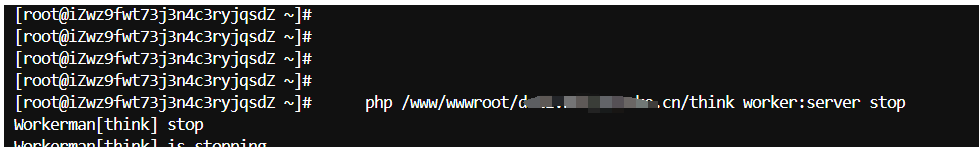 [root@iZwz9fwt73j3n4c3ryjqsdZ ~]#
[root@iZwz9fwt73j3n4c3ryjqsdZ ~]#
[root@iZwz9fwt73j3n4c3ryjqsdZ ~]#
[root@iZwz9fwt73j3n4c3ryjqsdZ ~]#
[root@iZwz9fwt73j3n4c3ryjqsdZ ~]# php /www/wwwroot/d .cn/think worker:server stop
Workerman[think] stop
Workerman[think] is stopping